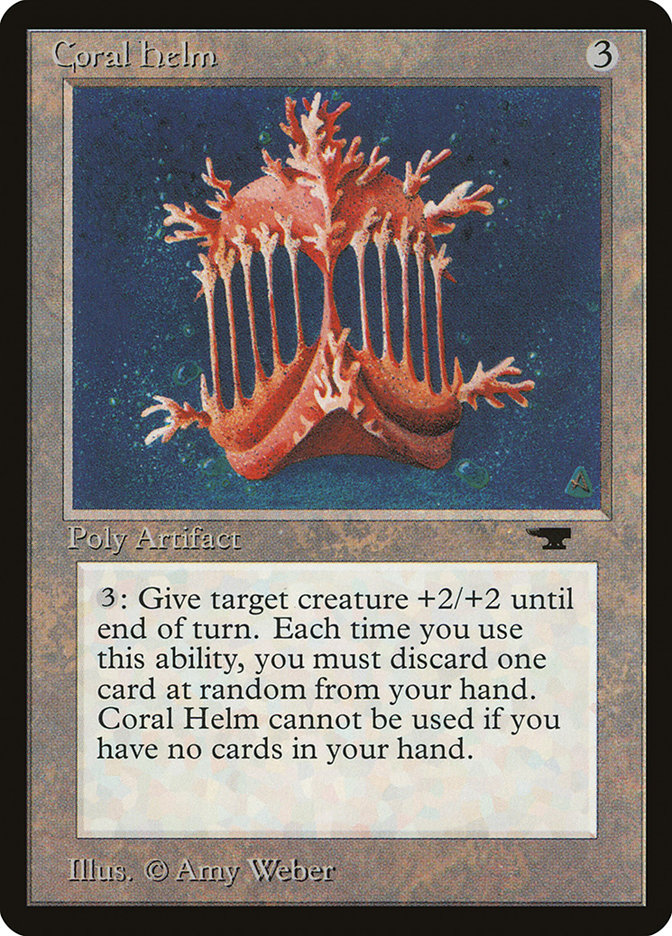 Coral Helm
3
Poly Artifact
3: Give target creature +2/+2 until
end of turn. Each time you use
this ability, you must discard one
card at random from your hand.
Coral Helm cannot be used if you
have no cards in your hand.
Illus. © Amy Weber